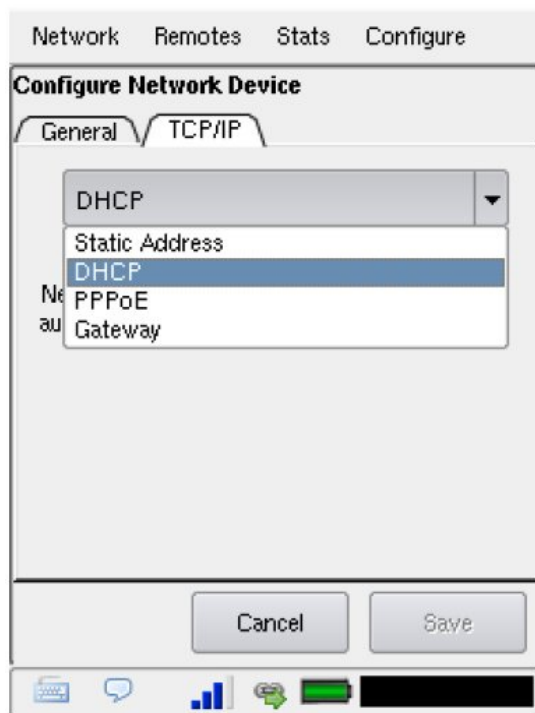 Network Remotes Stats Configure
Configure Network Device
General TCP/IP
DHCP
Static Address
DHCP
PPPoE
Gateway
Cancel Save